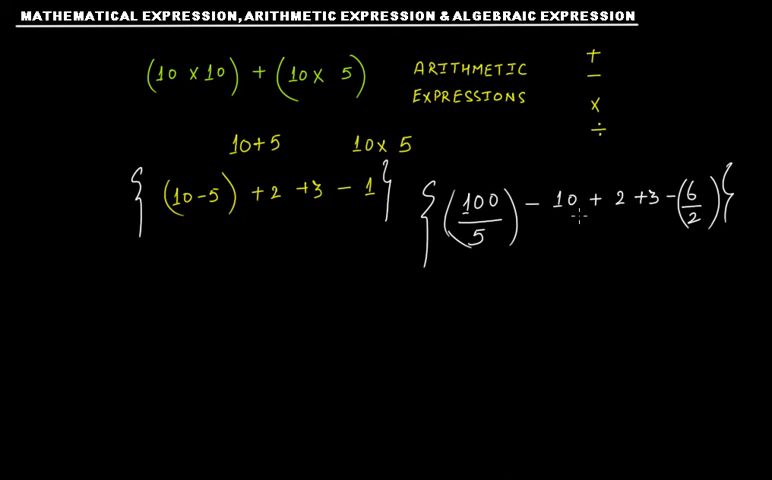 MATHEMATICAL EXPRESSION, ARITHMETIC EXPRESSION & ALGEBRAIC EXPRESSION
(10 × 10) + (10 × 5)
ARITHMETIC
EXPRESSIONS
+
−
×
÷
10+5
10 × 5
{(10-5) + 2 + 3 − 1}
{(100/5) − 10 + 2 + 3 − (6/2)}